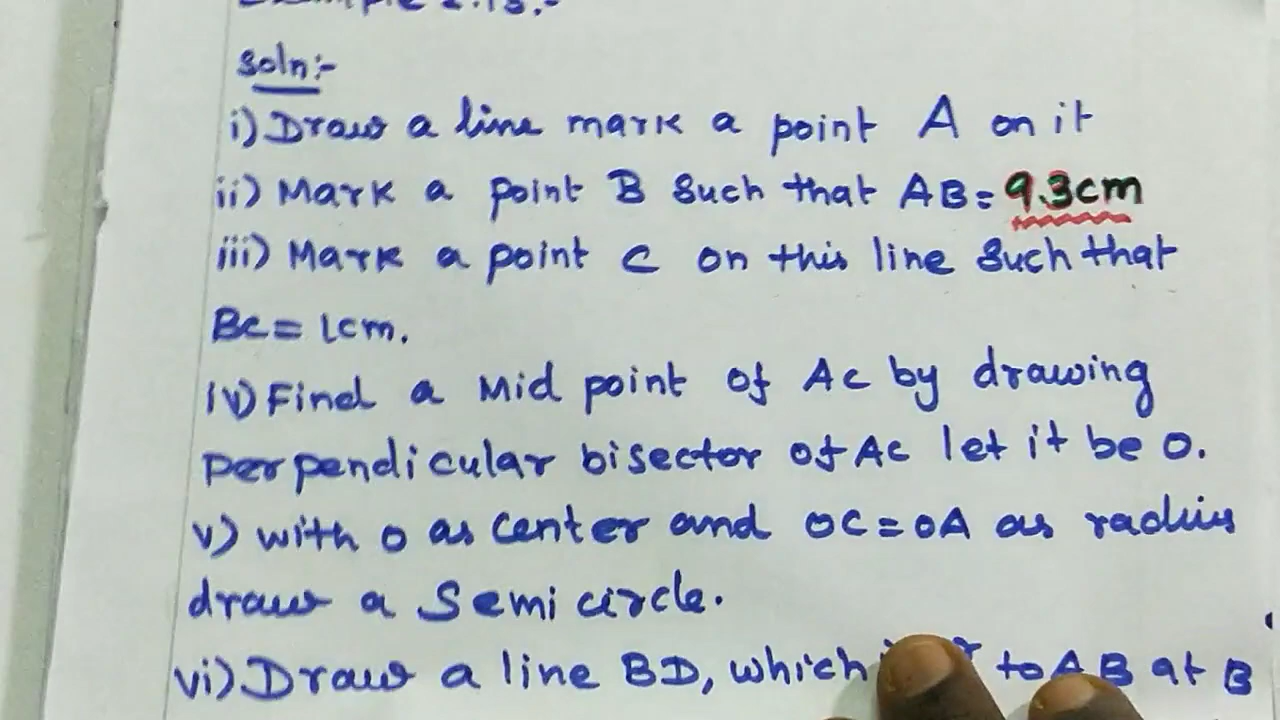 Soln:-
i) Draw a line mark a point A on it
ii) Mark a point B Such that AB = 9.3cm
iii) Mark a point C on this line Such that
BC = 1cm.
iv) Find a Mid point of AC by drawing
perpendicular bisector of AC let it be O.
v) with O as center and OC = OA as radius
draw a Semi circle.
vi) Draw a line BD, which to AB at B